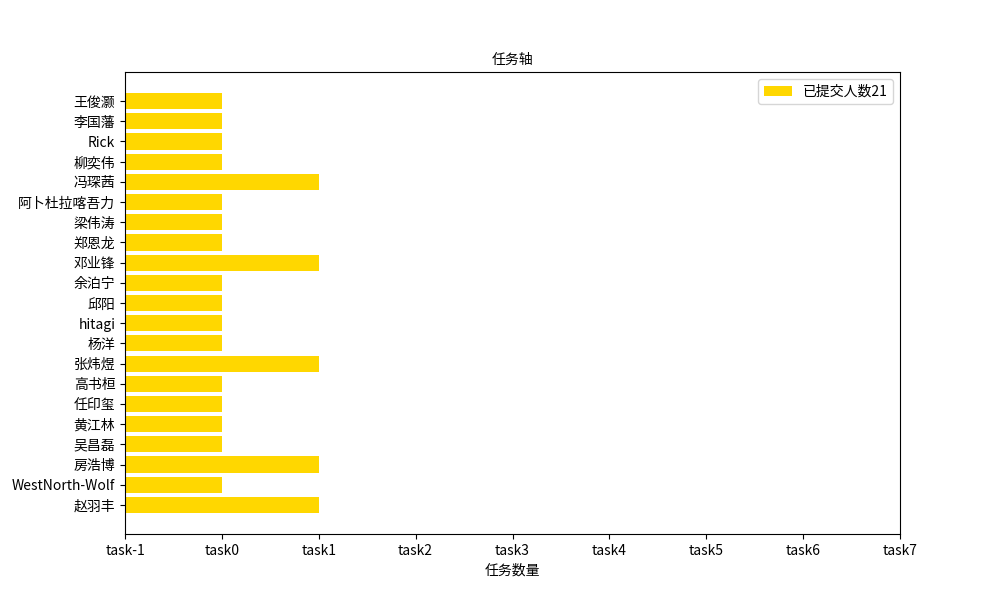 任务轴
已提交人数21
王俊灏
李国藩
Rick
柳奕伟
冯琛茜
阿卜杜拉喀吾力
梁伟涛
郑恩龙
邓业锋
余泊宁
邱阳
hitagi
杨洋
张炜煜
高书桓
任印玺
黄江林
吴昌磊
房浩博
WestNorth-Wolf
赵羽丰
task-1 task0 task1 task2 task3 task4 task5 task6 task7
任务数量